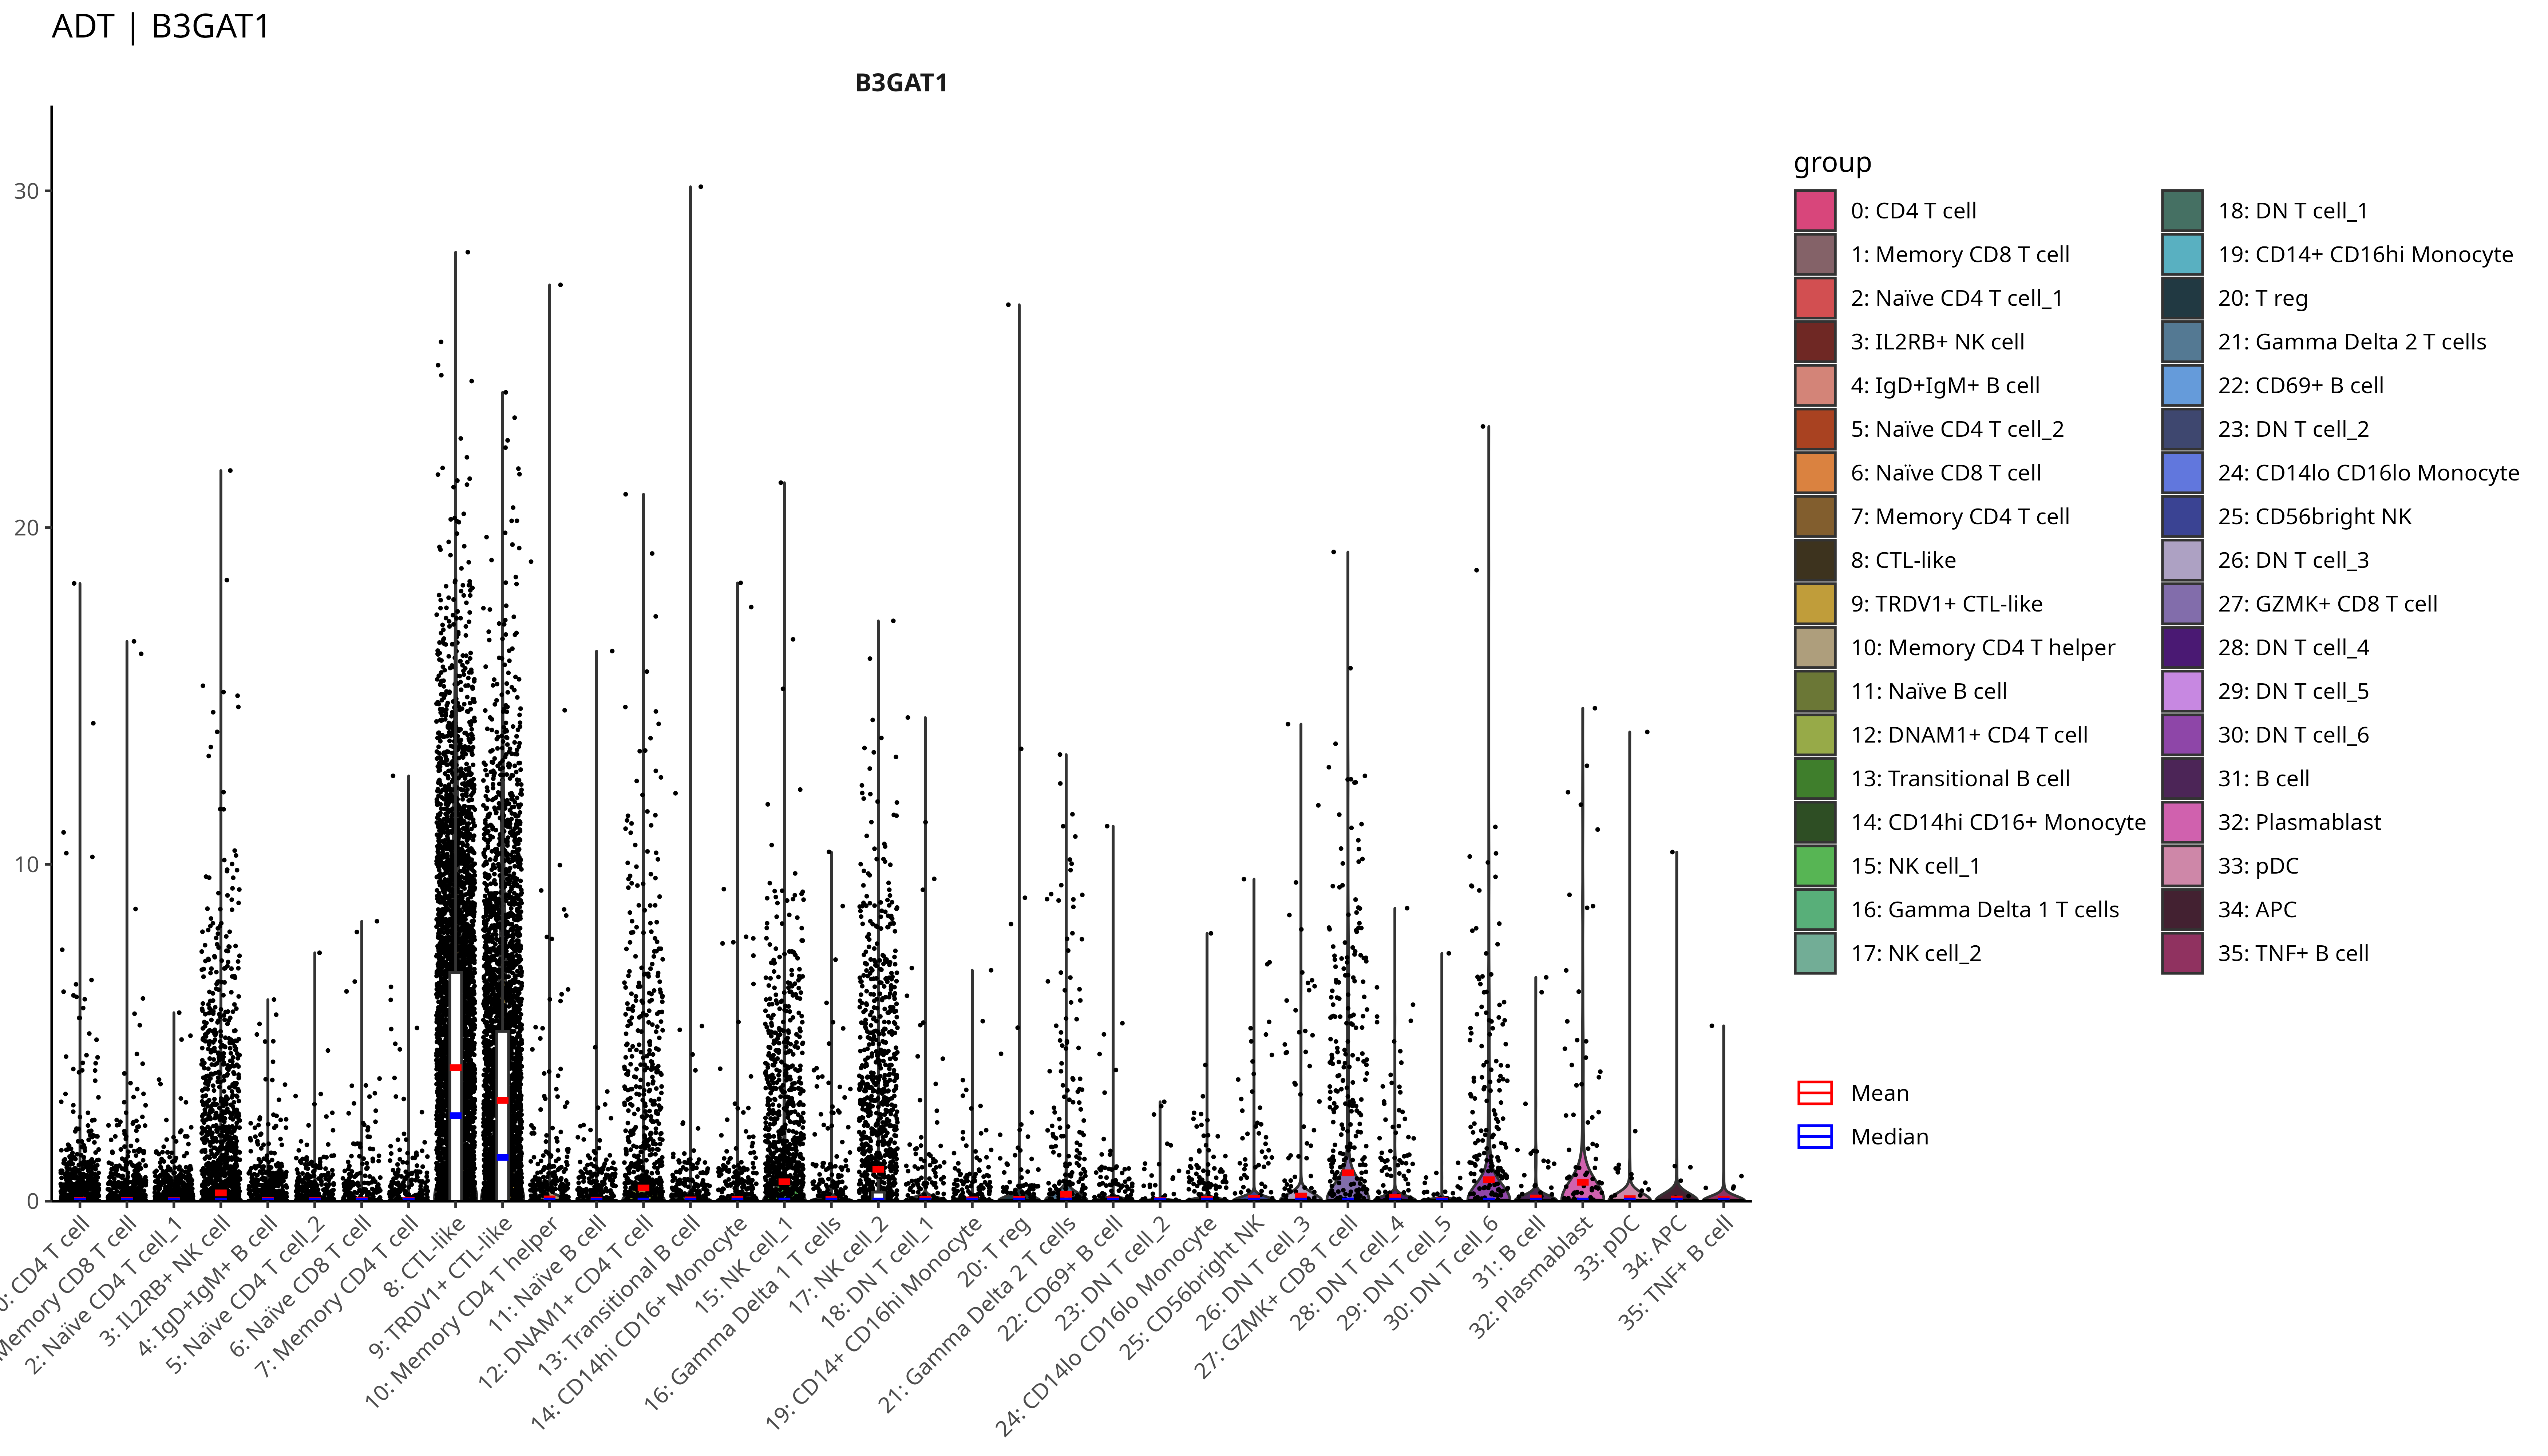 ADT | B3GAT1
B3GAT1
30
20
10
0
0: CD4 T cell
Memory CD8 T cell
2: Naïve CD4 T cell_1
3: IL2RB+ NK cell
4: IgD+IgM+ B cell
5: Naïve CD4 T cell_2
6: Naïve CD8 T cell
7: Memory CD4 T cell
8: CTL-like
9: TRDV1+ CTL-like
10: Memory CD4 T helper
11: Naïve B cell
12: DNAM1+ CD4 T cell
13: Transitional B cell
14: CD14hi CD16+ Monocyte
15: NK cell_1
16: Gamma Delta 1 T cells
17: NK cell_2
18: DN T cell_1
19: CD14+ CD16hi Monocyte
20: T reg
21: Gamma Delta 2 T cells
22: CD69+ B cell
23: DN T cell_2
24: CD14lo CD16lo Monocyte
25: CD56bright NK
26: DN T cell_3
27: GZMK+ CD8 T cell
28: DN T cell_4
29: DN T cell_5
30: DN T cell_6
31: B cell
32: Plasmablast
33: pDC
34: APC
35: TNF+ B cell
group
0: CD4 T cell
1: Memory CD8 T cell
2: Naïve CD4 T cell_1
3: IL2RB+ NK cell
4: IgD+IgM+ B cell
5: Naïve CD4 T cell_2
6: Naïve CD8 T cell
7: Memory CD4 T cell
8: CTL-like
9: TRDV1+ CTL-like
10: Memory CD4 T helper
11: Naïve B cell
12: DNAM1+ CD4 T cell
13: Transitional B cell
14: CD14hi CD16+ Monocyte
15: NK cell_1
16: Gamma Delta 1 T cells
17: NK cell_2
18: DN T cell_1
19: CD14+ CD16hi Monocyte
20: T reg
21: Gamma Delta 2 T cells
22: CD69+ B cell
23: DN T cell_2
24: CD14lo CD16lo Monocyte
25: CD56bright NK
26: DN T cell_3
27: GZMK+ CD8 T cell
28: DN T cell_4
29: DN T cell_5
30: DN T cell_6
31: B cell
32: Plasmablast
33: pDC
34: APC
35: TNF+ B cell
Mean
Median